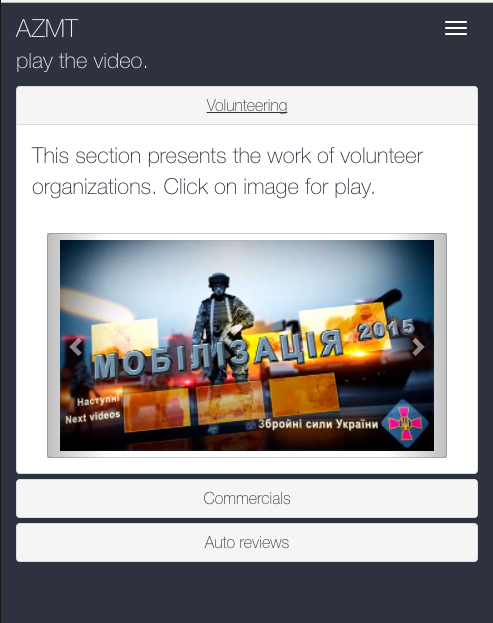 AZMT
play the video.
Volunteering
This section presents the work of volunteer
organizations. Click on image for play.
МОБІЛІЗАЦІЯ 2015
Наступні
Next videos
Збройні сили України
Commercials
Auto reviews